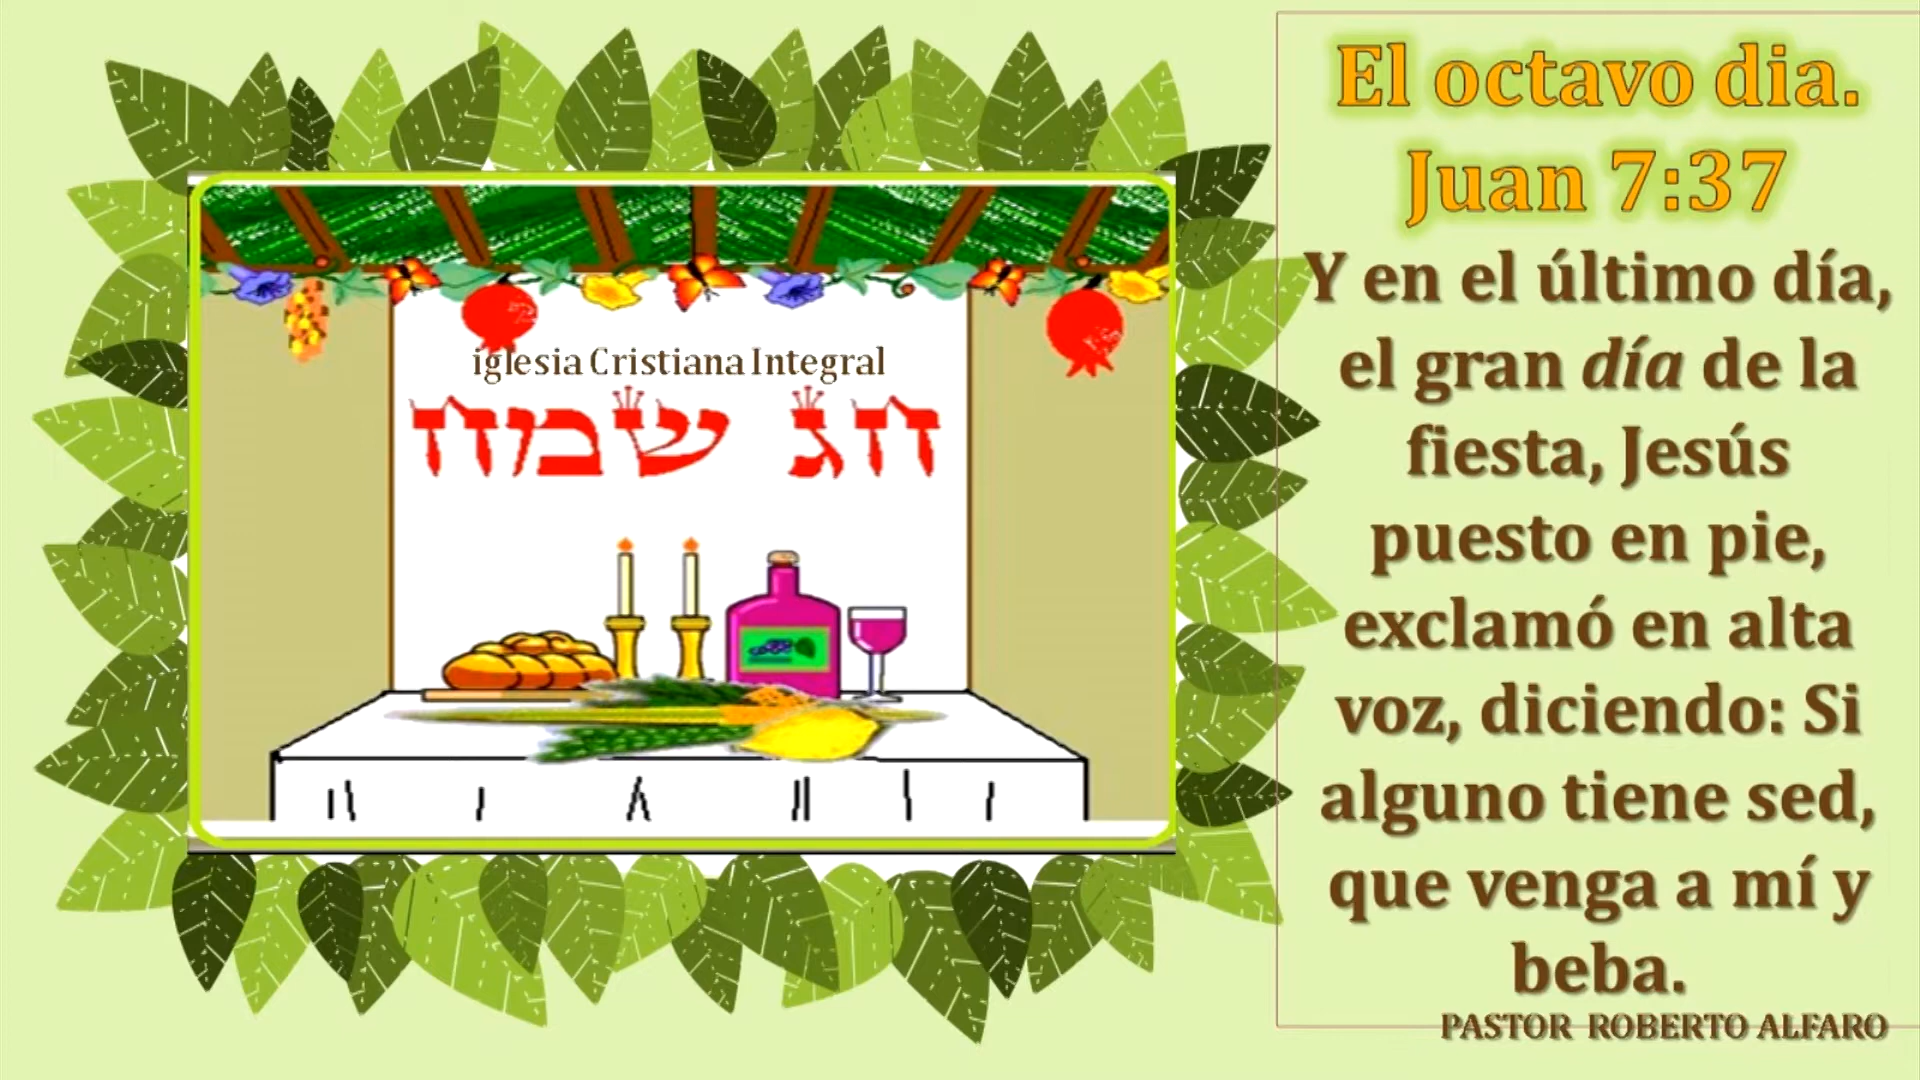 iglesia Cristiana Integral
חג שמח
El octavo dia.
Juan 7:37
Y en el último día,
el gran día de la
fiesta, Jesús
puesto en pie,
exclamó en alta
voz, diciendo: Si
alguno tiene sed,
que venga a mí y
beba.
PASTOR ROBERTO ALFARO